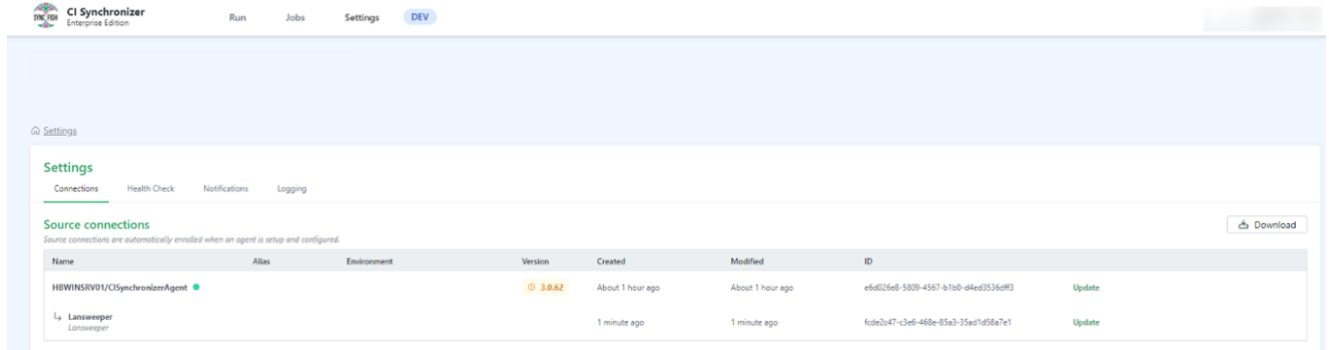 SYNC FISH
CI Synchronizer
Enterprise Edition
Run Jobs Settings DEV
Settings
Settings
Connections Health Check Notifications Logging
Source connections
Source connections are automatically enrolled when an agent is setup and configured.
Download
Name Alias Environment Version Created Modified ID
HBWINSRV01/CISynchronizerAgent 3.0.62 About 1 hour ago About 1 hour ago e6d026e8-5809-4567-b1b0-d4ed3536dff3 Update
Lansweeper 1 minute ago 1 minute ago fcde2c47-c3e6-468e-85a3-35ad1d58a7e1 Update
Lansweeper